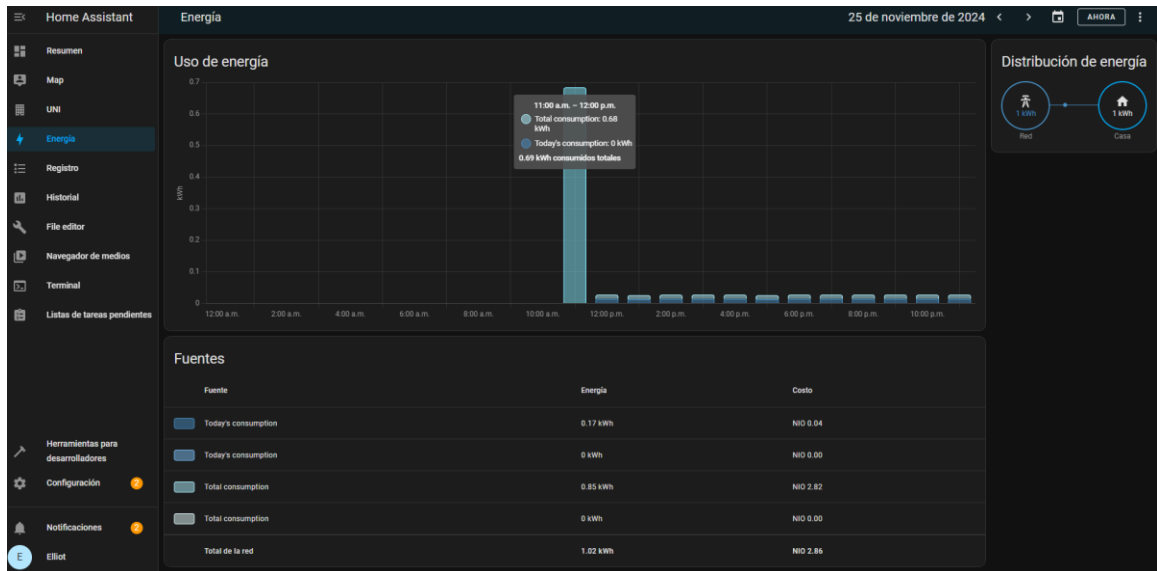 Home Assistant
Energía
25 de noviembre de 2024
AHORA
Resumen
Map
UNI
Energía
Registro
Historial
File editor
Navegador de medios
Terminal
Listas de tareas pendientes
Herramientas para
desarrolladores
Configuración
2
Notificaciones
2
E
Elliot
Uso de energía
kWh
0.7
0.6
0.5
0.4
0.3
0.2
0.1
0
12:00 a.m.
2:00 a.m.
4:00 a.m.
6:00 a.m.
8:00 a.m.
10:00 a.m.
12:00 p.m.
2:00 p.m.
4:00 p.m.
6:00 p.m.
8:00 p.m.
10:00 p.m.
11:00 a.m. – 12:00 p.m.
Total consumption: 0.68
kWh
Today's consumption: 0 kWh
0.69 kWh consumidos totales
Distribución de energía
1 kWh
Red
1 kWh
Casa
Fuentes
Fuente Energía Costo
Today's consumption 0.17 kWh NIO 0.04
Today's consumption 0 kWh NIO 0.00
Total consumption 0.85 kWh NIO 2.82
Total consumption 0 kWh NIO 0.00
Total de la red 1.02 kWh NIO 2.86